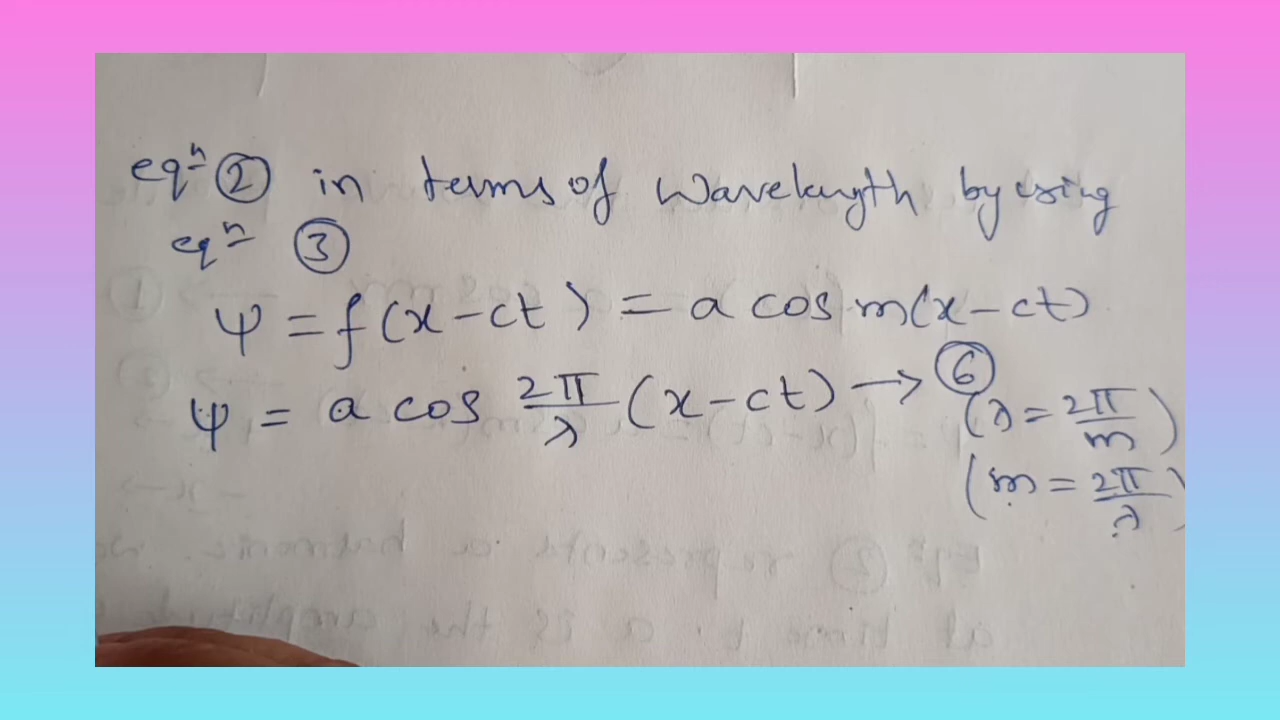 eqⁿ ② in terms of wavelength by using
eqⁿ ③
ψ = f(x-ct) = a cos m(x-ct)
ψ = a cos 2π/λ (x-ct) → ⑥
(λ = 2π/m)
(m = 2π/λ)